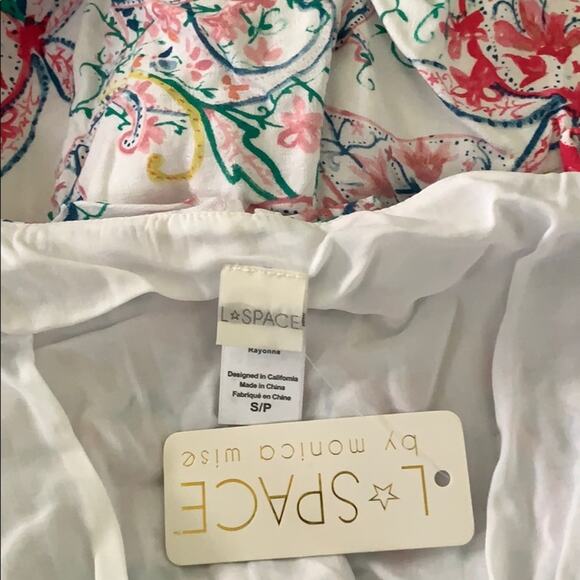 L☆SPACE
Rayonne
Designed in California
Made in China
Fabriqué en Chine
S/P
L☆SPACE
by monica wise